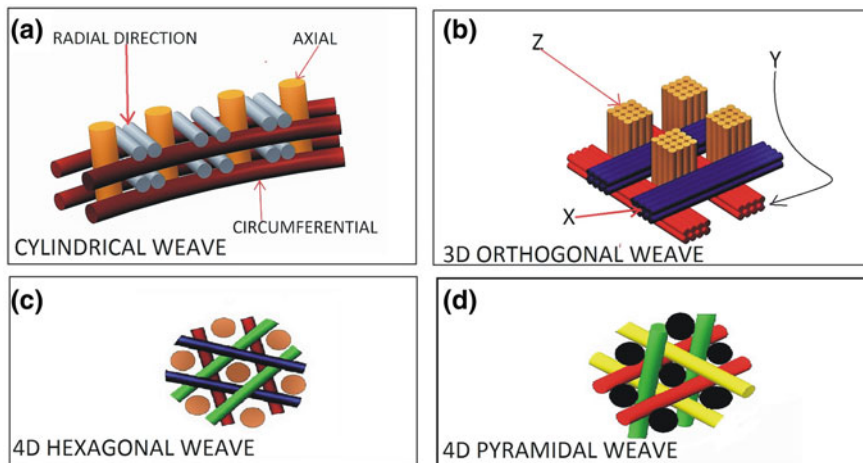 (a)
RADIAL DIRECTION
AXIAL
CIRCUMFERENTIAL
CYLINDRICAL WEAVE
(b)
Z
Y
X
3D ORTHOGONAL WEAVE
(c)
4D HEXAGONAL WEAVE
(d)
4D PYRAMIDAL WEAVE